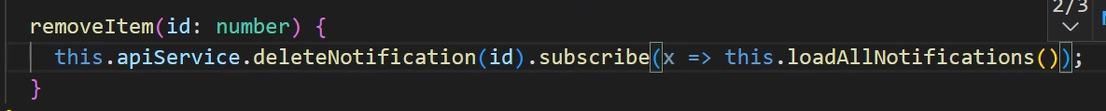 2/3
removeItem(id: number) {
this.apiService.deleteNotification(id).subscribe(x => this.loadAllNotifications());
}